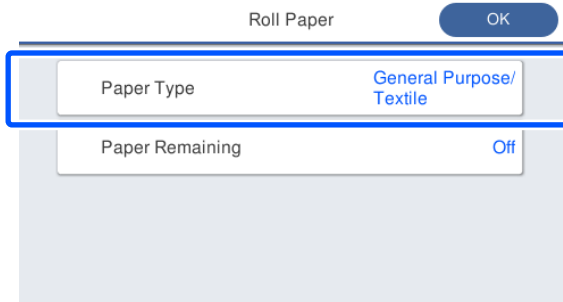 Roll Paper
OK
Paper Type
General Purpose/
Textile
Paper Remaining
Off